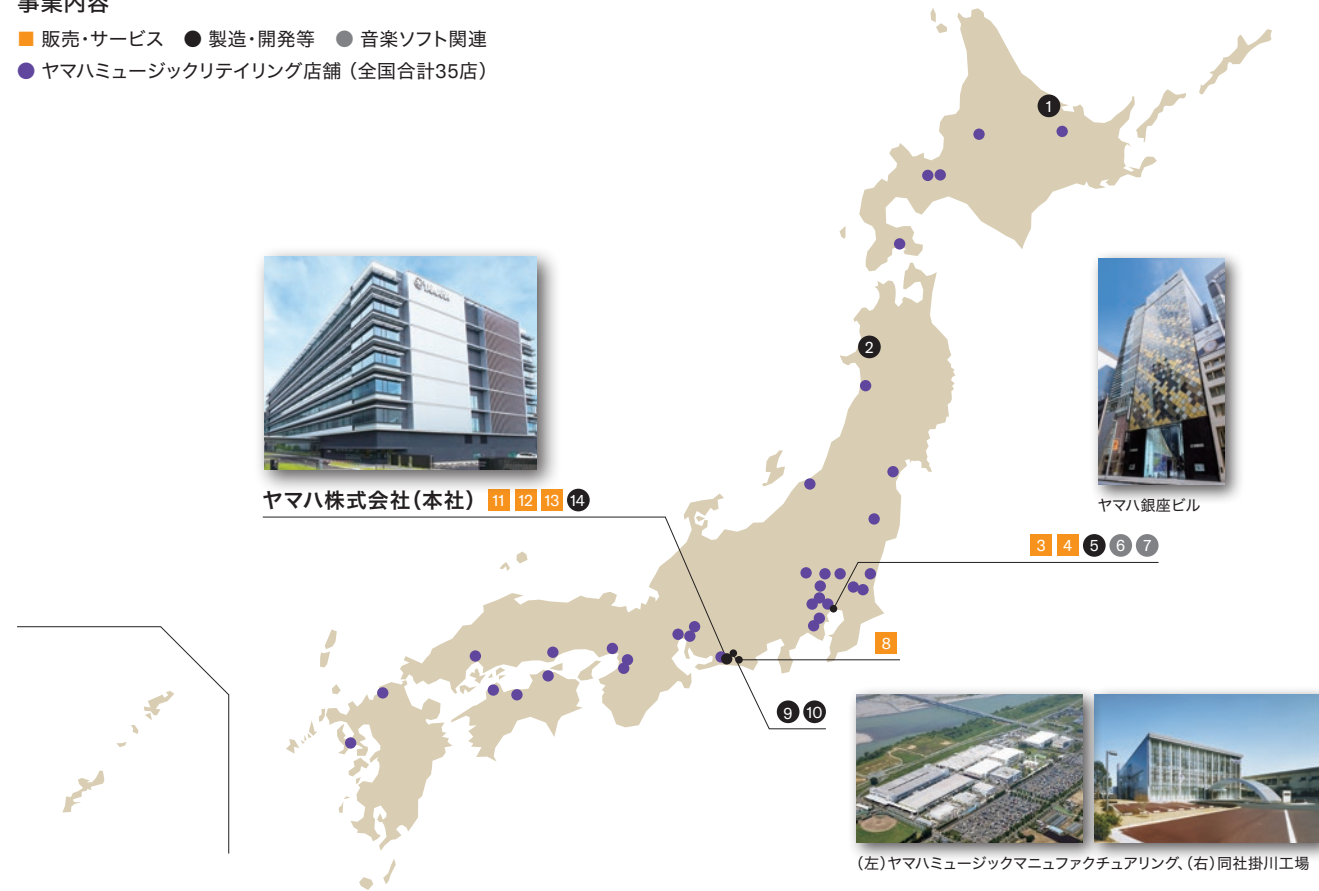 事業内容
販売・サービス 製造・開発等 音楽ソフト関連
ヤマハミュージックリテイリング店舗（全国合計35店）
1
2
ヤマハ株式会社（本社） 11 12 13 14
ヤマハ銀座ビル
3 4 5 6 7
8
9 10
（左）ヤマハミュージックマニュファクチュアリング、（右）同社掛川工場